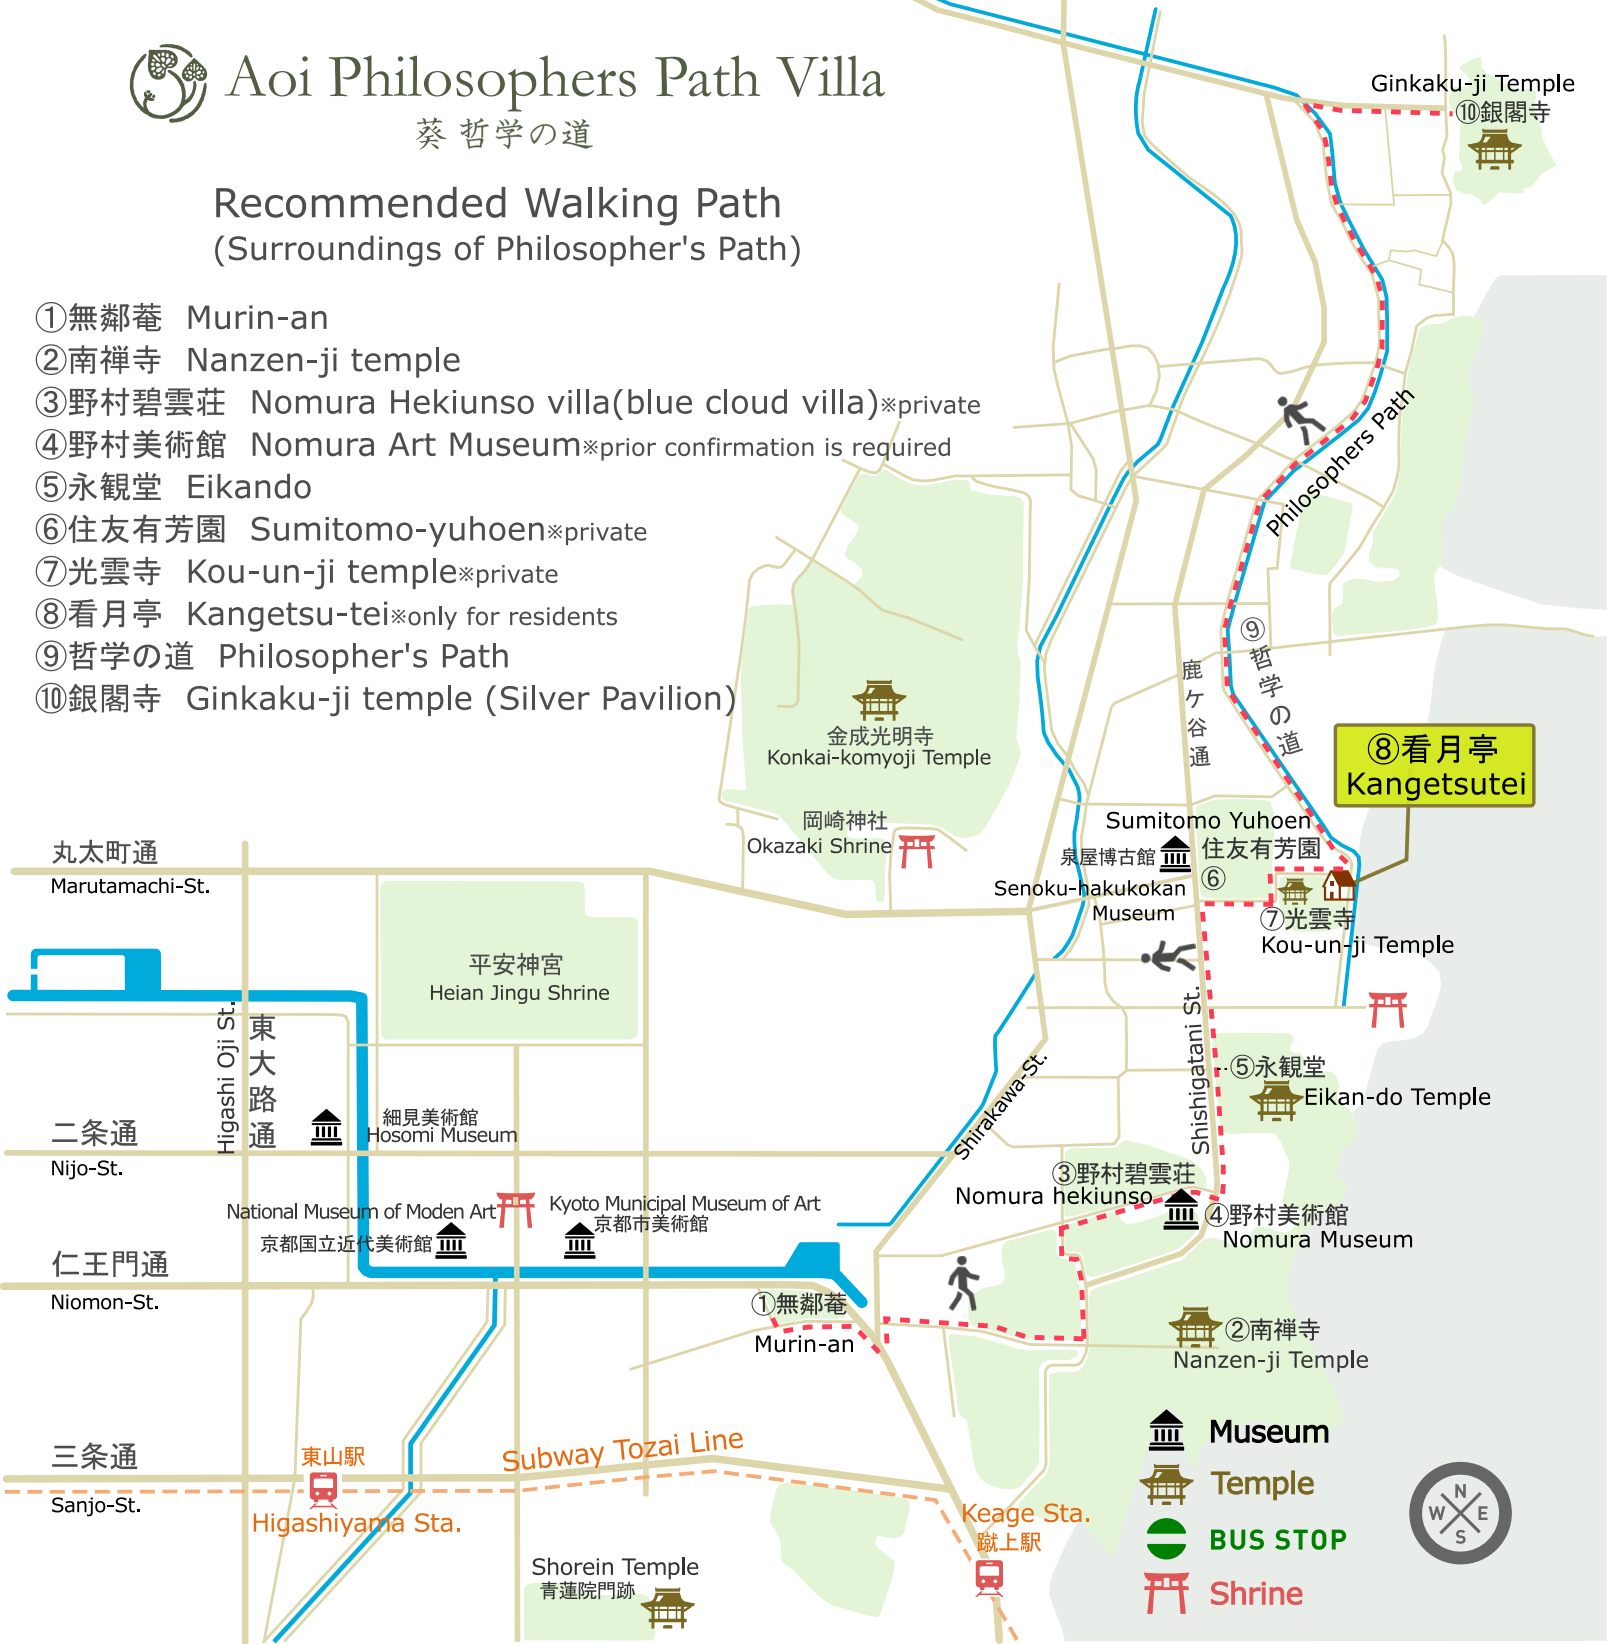 Aoi Philosophers Path Villa
葵 哲学の道
Recommended Walking Path
(Surroundings of Philosopher's Path)
①無鄰菴 Murin-an
②南禅寺 Nanzen-ji temple
③野村碧雲荘 Nomura Hekiunso villa(blue cloud villa)※private
④野村美術館 Nomura Art Museum※prior confirmation is required
⑤永観堂 Eikando
⑥住友有芳園 Sumitomo-yuhoen※private
⑦光雲寺 Kou-un-ji temple※private
⑧看月亭 Kangetsu-tei※only for residents
⑨哲学の道 Philosopher's Path
⑩銀閣寺 Ginkaku-ji temple (Silver Pavilion)
Ginkaku-ji Temple
⑩銀閣寺
Philosophers Path
⑨哲学の道
鹿ケ谷通
金成光明寺
Konkai-komyoji Temple
⑧看月亭
Kangetsutei
岡崎神社
Okazaki Shrine
Sumitomo Yuhoen
住友有芳園
⑥
泉屋博古館
Senoku-hakukokan
Museum
⑦光雲寺
Kou-un-ji Temple
丸太町通
Marutamachi-St.
平安神宮
Heian Jingu Shrine
Higashi Oji St.
東大路通
Shishigatani St.
Shirakawa-St.
⑤永観堂
Eikan-do Temple
二条通
Nijo-St.
細見美術館
Hosomi Museum
③野村碧雲荘
Nomura hekiunso
④野村美術館
Nomura Museum
National Museum of Moden Art
京都国立近代美術館
Kyoto Municipal Museum of Art
京都市美術館
仁王門通
Niomon-St.
①無鄰菴
Murin-an
②南禅寺
Nanzen-ji Temple
三条通
Sanjo-St.
東山駅
Higashiyama Sta.
Subway Tozai Line
Keage Sta.
蹴上駅
Shorein Temple
青蓮院門跡
Museum
Temple
BUS STOP
Shrine
N
W E
S